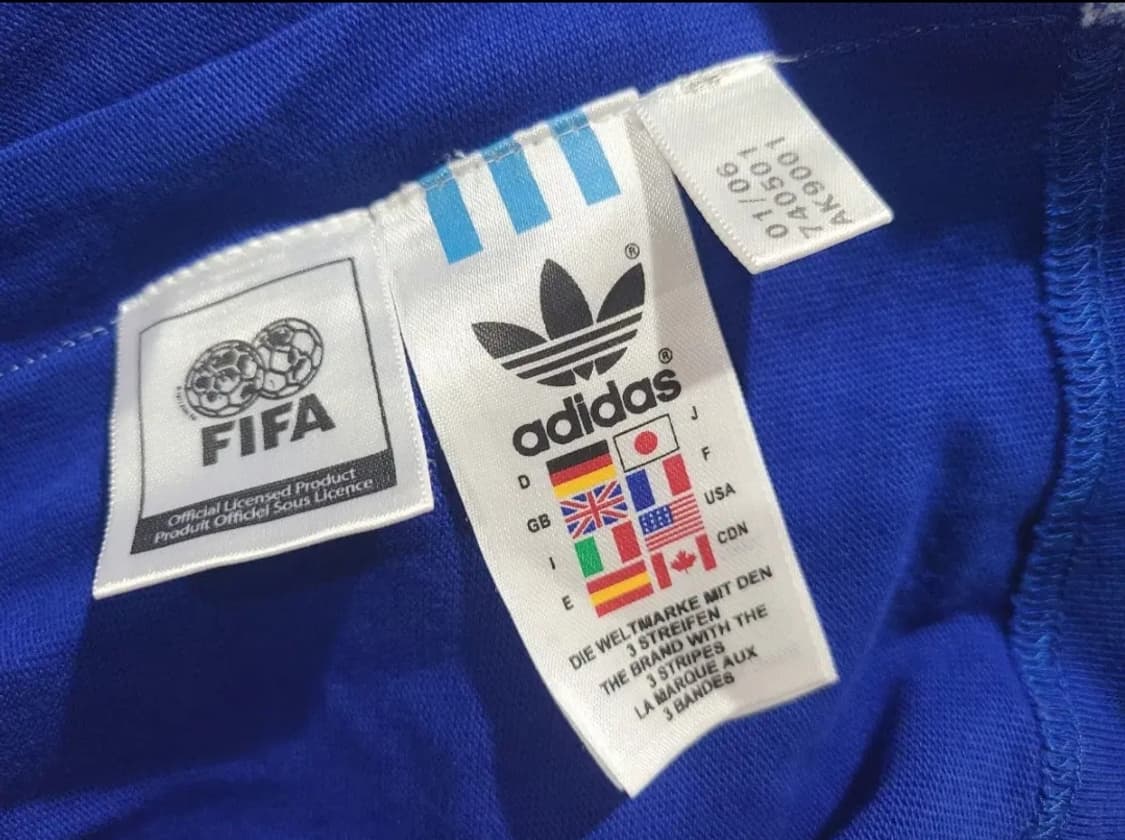 FIFA
Official Licensed Product
Produit Officiel Sous Licence
®
adidas®
D J
GB F
I USA
E CDN
DIE WELTMARKE MIT DEN
3 STREIFEN
THE BRAND WITH THE
3 STRIPES
LA MARQUE AUX
3 BANDES
01/06
740501
AK9001